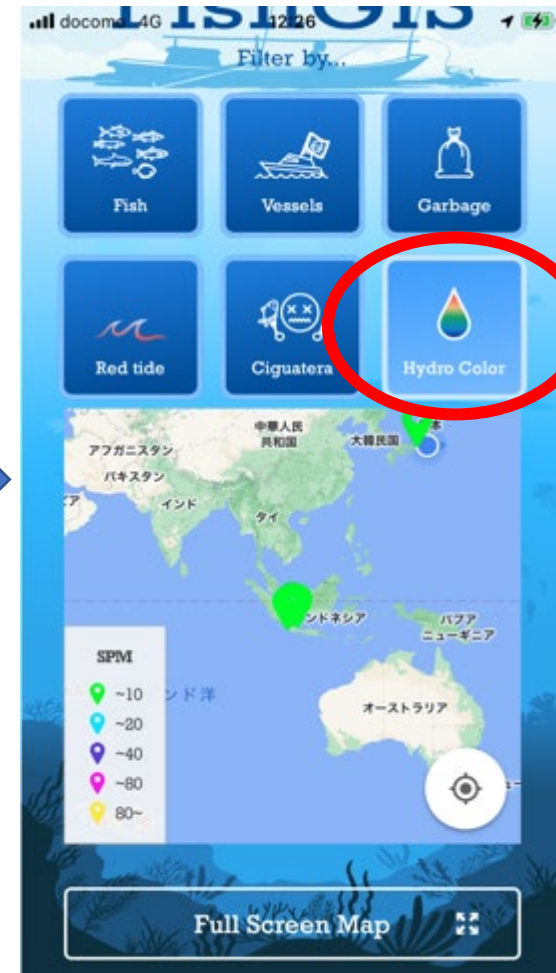 docomo 4G
12:26
FishGIS
Filter by...
Fish
Vessels
Garbage
Red tide
Ciguatera
Hydro Color
中華人民
共和国
大韓民国
本
アフガニスタン
パキスタン
インド
タイ
ンドネシア
パプア
ニューギニア
SPM
~10
~20
~40
~80
80~
ンド洋
オーストラリア
Full Screen Map